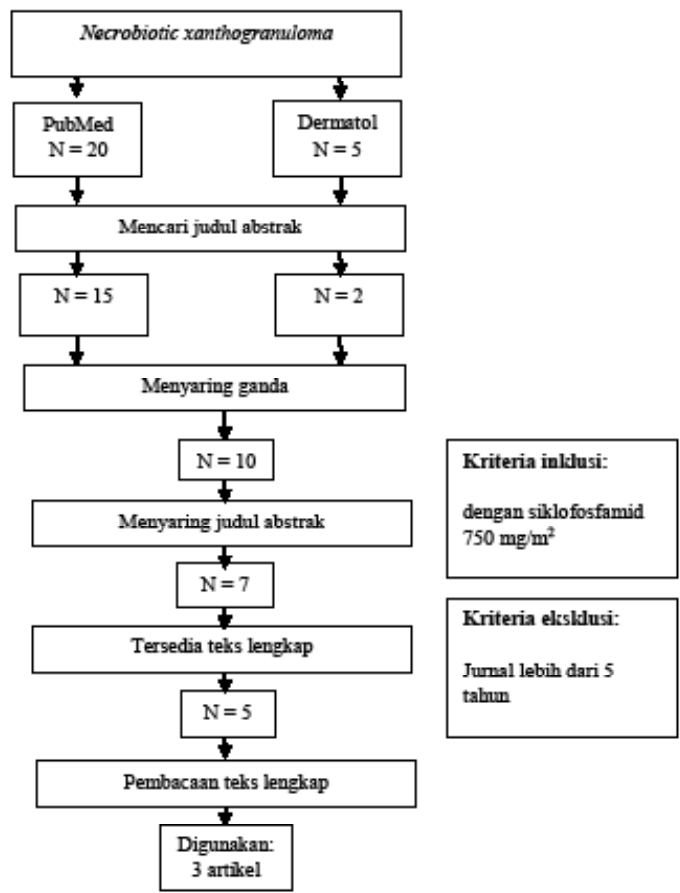 Necrobiotic xanthogranuloma
PubMed
N = 20
Dermatol
N = 5
Mencari judul abstrak
N = 15
N = 2
Menyaring ganda
N = 10
Menyaring judul abstrak
N = 7
Tersedia teks lengkap
N = 5
Pembacaan teks lengkap
Digunakan:
3 artikel
Kriteria inklusi:
dengan siklofosfamid
750 mg/m²
Kriteria eksklusi:
Jurnal lebih dari 5
tahun